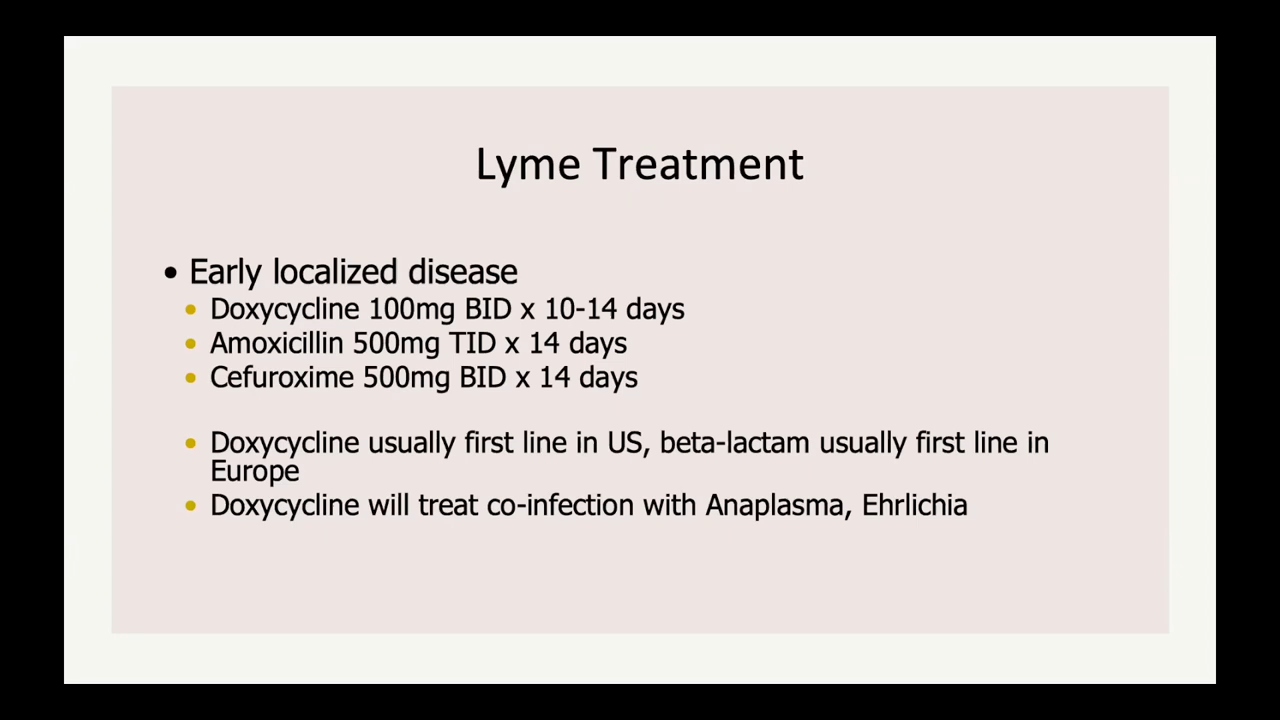 Lyme Treatment
• Early localized disease
• Doxycycline 100mg BID x 10-14 days
• Amoxicillin 500mg TID x 14 days
• Cefuroxime 500mg BID x 14 days
• Doxycycline usually first line in US, beta-lactam usually first line in
Europe
• Doxycycline will treat co-infection with Anaplasma, Ehrlichia